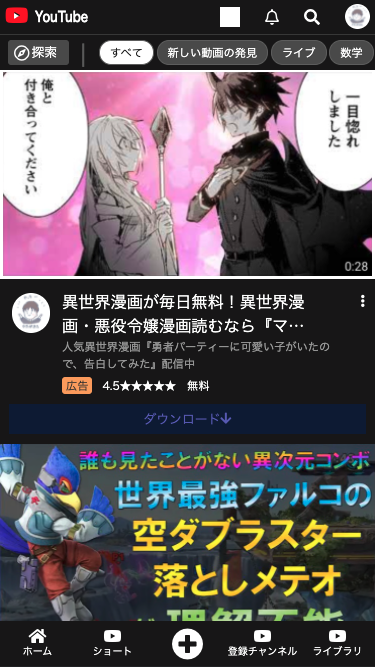 YouTube
探索
すべて
新しい動画の発見
ライブ
数学
一目惚れ
しました
俺と
付き合ってください
0:28
異世界漫画が毎日無料！異世界漫
画・悪役令嬢漫画読むなら『マ…
人気異世界漫画『勇者パーティーに可愛い子がいたの
で、告白してみた』配信中
広告 4.5★★★★★ 無料
ダウンロード↓
誰も見たことがない異次元コンボ
世界最強ファルコの
空ダブラスター
落としメテオ
理解不能
ホーム
ショート
登録チャンネル
ライブラリ